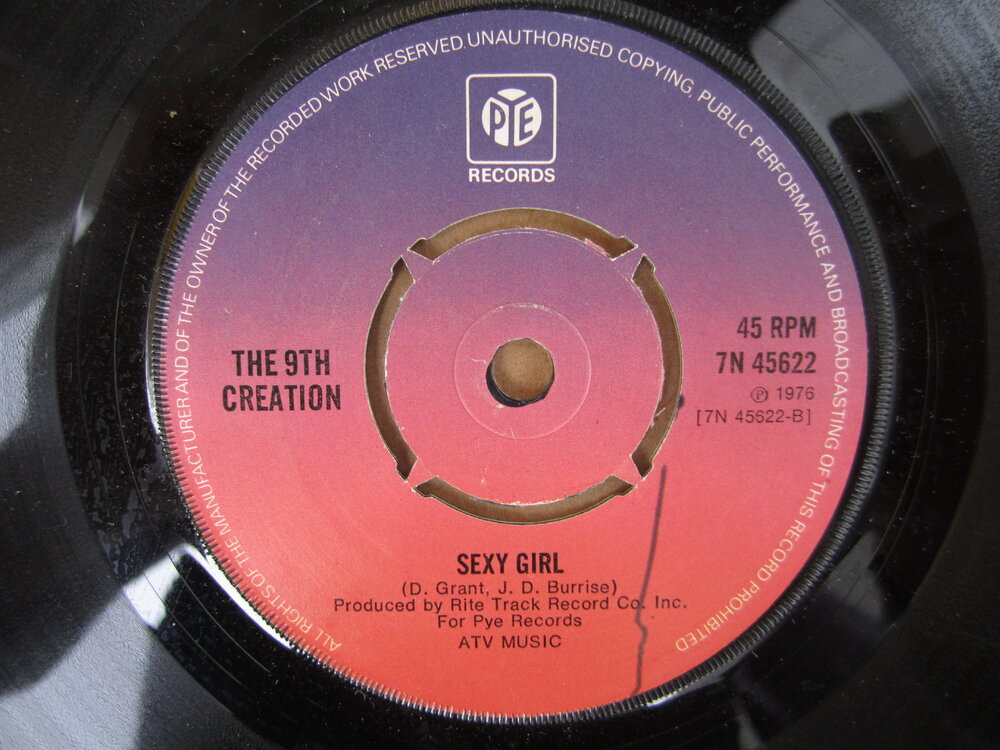 ALL RIGHTS OF THE MANUFACTURER AND OF THE OWNER OF THE RECORDED WORK RESERVED. UNAUTHORISED COPYING, PUBLIC PERFORMANCE AND BROADCASTING OF THIS RECORD PROHIBITED
PYE
RECORDS
THE 9TH
CREATION
45 RPM
7N 45622
℗ 1976
[7N 45622-B]
SEXY GIRL
(D. Grant, J. D. Burrise)
Produced by Rite Track Record Co. Inc.
For Pye Records
ATV MUSIC